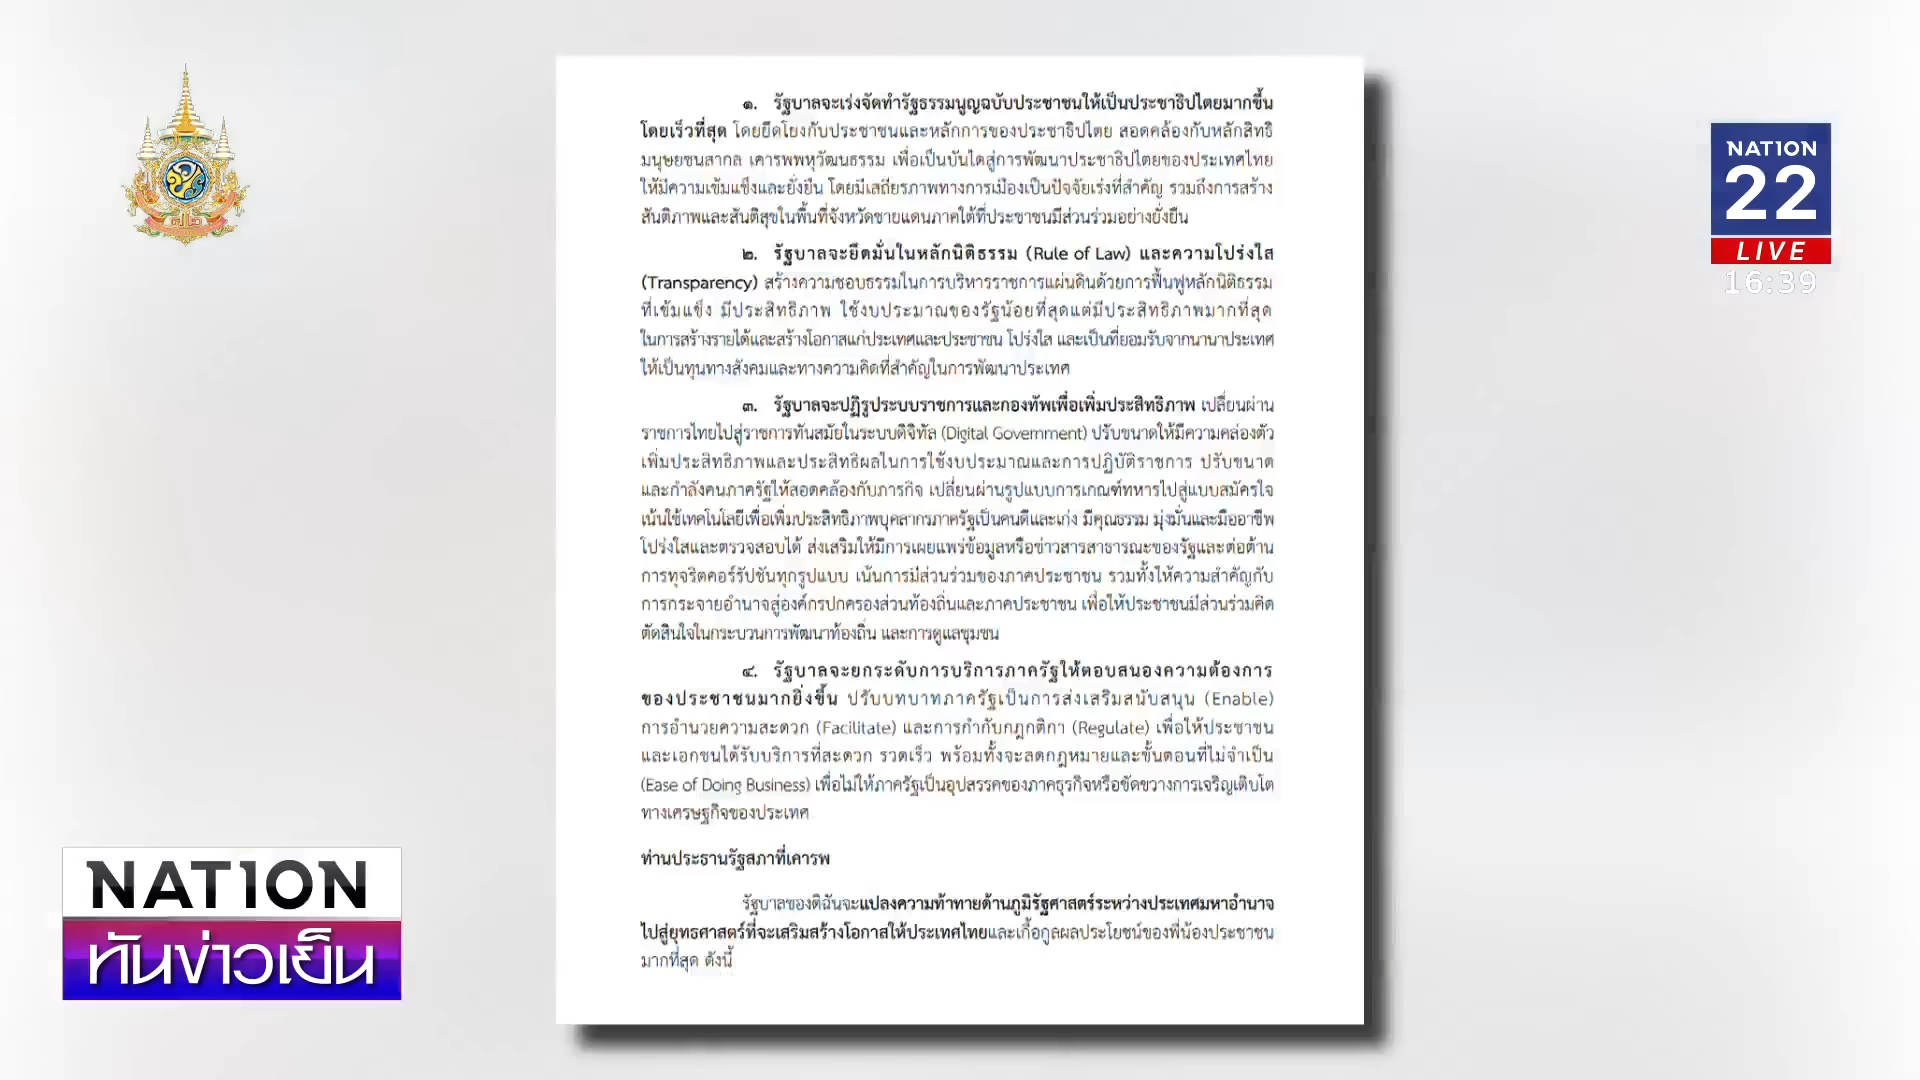 ๑. รัฐบาลจะเร่งจัดทำรัฐธรรมนูญฉบับประชาชนให้เป็นประชาธิปไตยมากขึ้น
โดยเร็วที่สุด โดยยึดโยงกับประชาชนและหลักการของประชาธิปไตย สอดคล้องกับหลักสิทธิ
มนุษยชนสากล เคารพพหุวัฒนธรรม เพื่อเป็นบันไดสู่การพัฒนาประชาธิปไตยของประเทศไทย
ให้มีความเข้มแข็งและยั่งยืน โดยมีเสถียรภาพทางการเมืองเป็นปัจจัยเร่งที่สำคัญ รวมถึงการสร้าง
สันติภาพและสันติสุขในพื้นที่จังหวัดชายแดนภาคใต้ที่ประชาชนมีส่วนร่วมอย่างยั่งยืน
๒. รัฐบาลจะยึดมั่นในหลักนิติธรรม (Rule of Law) และความโปร่งใส
(Transparency) สร้างความชอบธรรมในการบริหารราชการแผ่นดินด้วยการฟื้นฟูหลักนิติธรรม
ที่เข้มแข็ง มีประสิทธิภาพ ใช้งบประมาณของรัฐน้อยที่สุดแต่มีประสิทธิภาพมากที่สุด
ในการสร้างรายได้และสร้างโอกาสแก่ประเทศและประชาชน โปร่งใส และเป็นที่ยอมรับจากนานาประเทศ
ให้เป็นทุนทางสังคมและทางความคิดที่สำคัญในการพัฒนาประเทศ
๓. รัฐบาลจะปฏิรูประบบราชการและกองทัพเพื่อเพิ่มประสิทธิภาพ เปลี่ยนผ่าน
ราชการไทยไปสู่ราชการทันสมัยในระบบดิจิทัล (Digital Government) ปรับขนาดให้มีความคล่องตัว
เพิ่มประสิทธิภาพและประสิทธิผลในการใช้งบประมาณและการปฏิบัติราชการ ปรับขนาด
และกำลังคนภาครัฐให้สอดคล้องกับภารกิจ เปลี่ยนผ่านรูปแบบการเกณฑ์ทหารไปสู่แบบสมัครใจ
เน้นใช้เทคโนโลยีเพื่อเพิ่มประสิทธิภาพบุคลากรภาครัฐเป็นคนดีและเก่ง มีคุณธรรม มุ่งมั่นและมืออาชีพ
โปร่งใสและตรวจสอบได้ ส่งเสริมให้มีการเผยแพร่ข้อมูลหรือข่าวสารสาธารณะของรัฐและต่อต้าน
การทุจริตคอร์รัปชันทุกรูปแบบ เน้นการมีส่วนร่วมของภาคประชาชน รวมทั้งให้ความสำคัญกับ
การกระจายอำนาจสู่องค์กรปกครองส่วนท้องถิ่นและภาคประชาชน เพื่อให้ประชาชนมีส่วนร่วมคิด
ตัดสินใจในกระบวนการพัฒนาท้องถิ่น และการดูแลชุมชน
๔. รัฐบาลจะยกระดับการบริการภาครัฐให้ตอบสนองความต้องการ
ของประชาชนมากยิ่งขึ้น ปรับบทบาทภาครัฐเป็นการส่งเสริมสนับสนุน (Enable)
การอำนวยความสะดวก (Facilitate) และการกำกับกฎกติกา (Regulate) เพื่อให้ประชาชน
และเอกชนได้รับบริการที่สะดวก รวดเร็ว พร้อมทั้งจะลดกฎหมายและขั้นตอนที่ไม่จำเป็น
(Ease of Doing Business) เพื่อไม่ให้ภาครัฐเป็นอุปสรรคของภาคธุรกิจหรือขัดขวางการเจริญเติบโต
ทางเศรษฐกิจของประเทศ
ท่านประธานรัฐสภาที่เคารพ
รัฐบาลของดิฉันจะแปลงความท้าทายด้านภูมิรัฐศาสตร์ระหว่างประเทศมหาอำนาจ
ไปสู่ยุทธศาสตร์ที่จะเสริมสร้างโอกาสให้ประเทศไทยและเกื้อกูลผลประโยชน์ของพี่น้องประชาชน
มากที่สุด ดังนี้
NATION
22
LIVE
16:39
NATION
ทันข่าวเย็น